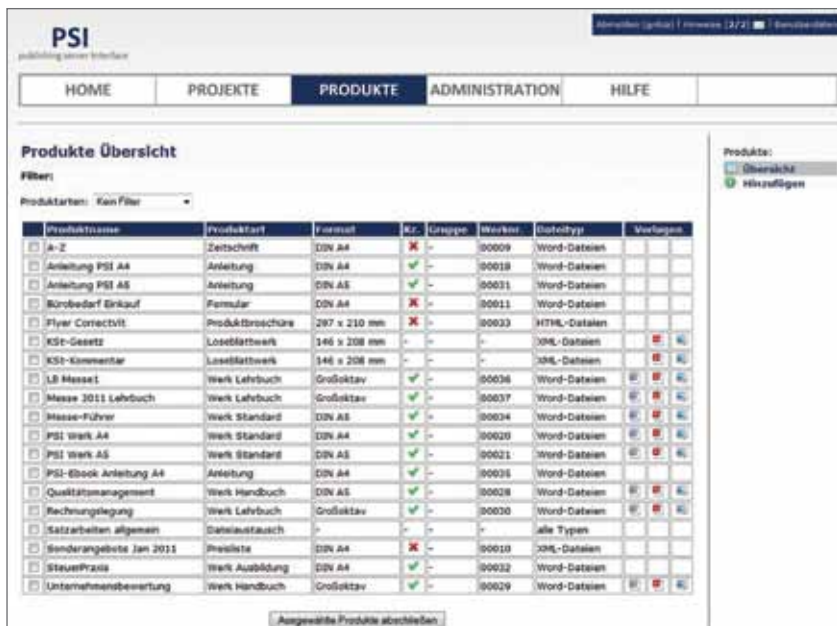 PSI
publishing server interface
Abmelden (gribal) | Hinweise [2/2] | Benutzerdaten
HOME PROJEKTE PRODUKTE ADMINISTRATION HILFE
Produkte Übersicht
Filter:
Produktarten: Kein Filter
Produkte:
Übersicht
Hinzufügen
Produktname Produktart Format Kr. Gruppe Werknr. Dateityp Vorlagen
A-Z Zeitschrift DIN A4 - 00009 Word-Dateien
Anleitung PSI A4 Anleitung DIN A4 - 00018 Word-Dateien
Anleitung PSI A5 Anleitung DIN A5 - 00031 Word-Dateien
Bürobedarf Einkauf Formular DIN A4 - 00011 Word-Dateien
Flyer CorrectVit Produktbroschüre 297 x 210 mm - 00033 HTML-Dateien
KSt-Gesetz Loseblattwerk 146 x 208 mm - - - XML-Dateien
KSt-Kommentar Loseblattwerk 146 x 208 mm - - - XML-Dateien
LB Messe1 Werk Lehrbuch Großoktav - 00036 Word-Dateien
Messe 2011 Lehrbuch Werk Lehrbuch Großoktav - 00037 Word-Dateien
Messe-Führer Werk Standard DIN A5 - 00034 Word-Dateien
PSI Werk A4 Werk Standard DIN A4 - 00020 Word-Dateien
PSI Werk A5 Werk Standard DIN A5 - 00021 Word-Dateien
PSI-Ebook Anleitung A4 Anleitung DIN A4 - 00035 Word-Dateien
Qualitätsmanagement Werk Handbuch DIN A5 - 00028 Word-Dateien
Rechnungslegung Werk Lehrbuch Großoktav - 00030 Word-Dateien
Satzarbeiten allgemein Dateiaustausch - - - - alle Typen
Sonderangebote Jan 2011 Preisliste DIN A4 - 00010 XML-Dateien
SteuerPraxis Werk Ausbildung DIN A4 - 00032 Word-Dateien
Unternehmensbewertung Werk Handbuch Großoktav - 00029 Word-Dateien
Ausgewählte Produkte abschließen